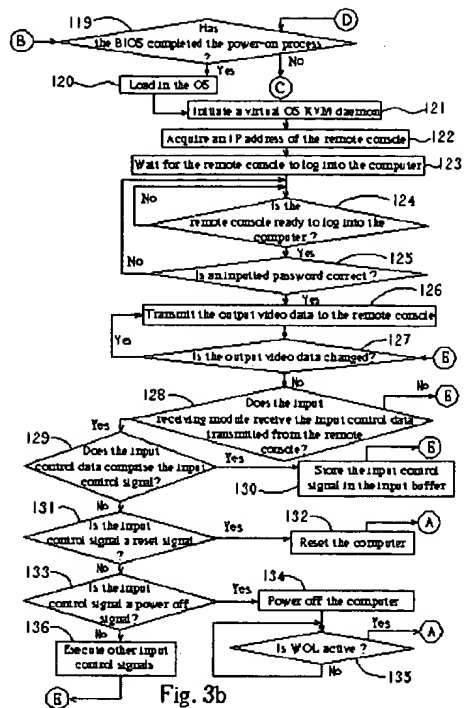 119
D
B
Has
the BIOS completed the power-on process
?
Yes
No
120
Load in the OS
C
Initiate a virtual OS KVM daemon
121
Acquire an IP address of the remote console
122
Wait for the remote console to log into the computer
123
No
124
Is the
remote console ready to log into the
computer ?
Yes
125
No
Is an inputted password correct ?
Yes
126
Transmit the output video data to the remote console
Yes
127
Is the output video data changed?
E
No
128
Does the input
receiving module receive the input control data
transmitted from the remote
console?
No
E
Yes
129
Does the input
control data comprise the input
control signal?
Yes
E
Store the input control
signal in the input buffer
130
No
131
Is the input
control signal a reset signal
?
Yes
132
Reset the computer
A
No
133
Is the input
control signal a power off
signal?
Yes
134
Power off the computer
No
136
Execute other input
control signals
Is WOL active ?
Yes
A
No
135
E
Fig. 3b